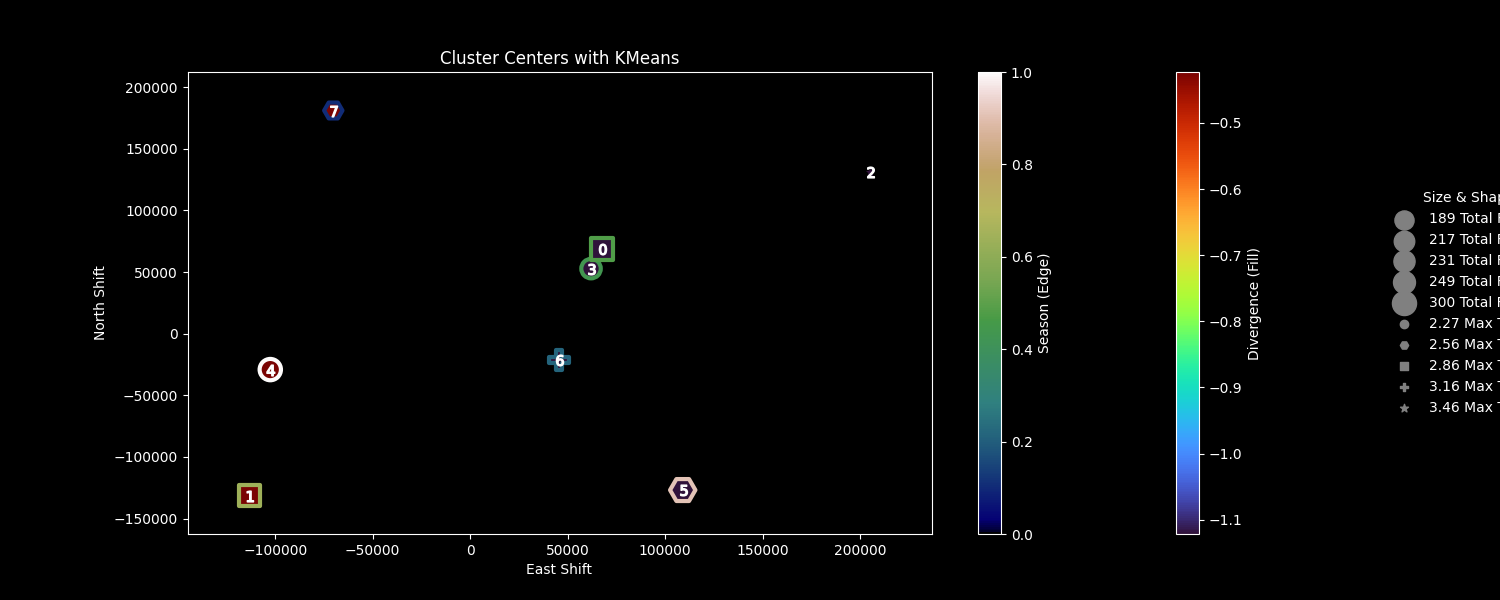 Cluster Centers with KMeans
200000
150000
100000
50000
0
−50000
−100000
−150000
North Shift
−100000
−50000
0
50000
100000
150000
200000
East Shift
7
2
0
3
6
4
1
5
1.0
0.8
0.6
0.4
0.2
0.0
Season (Edge)
−0.5
−0.6
−0.7
−0.8
−0.9
−1.0
−1.1
Divergence (Fill)
Size &
189 Total
217 Total
231 Total
249 Total
300 Total
2.27 Max
2.56 Max
2.86 Max
3.16 Max
3.46 Max